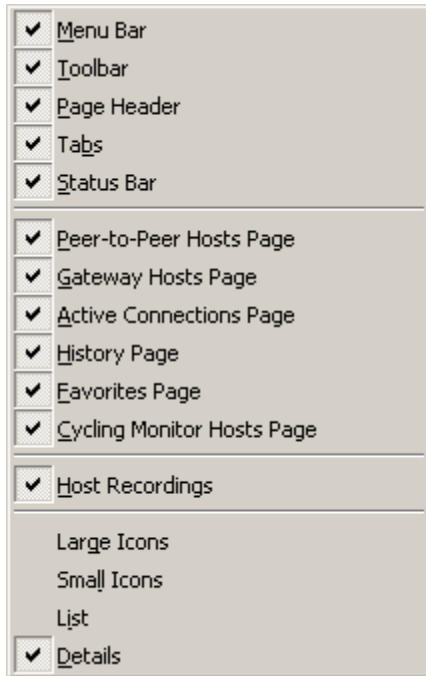 Menu Bar
Toolbar
Page Header
Tabs
Status Bar
Peer-to-Peer Hosts Page
Gateway Hosts Page
Active Connections Page
History Page
Favorites Page
Cycling Monitor Hosts Page
Host Recordings
Large Icons
Small Icons
List
Details